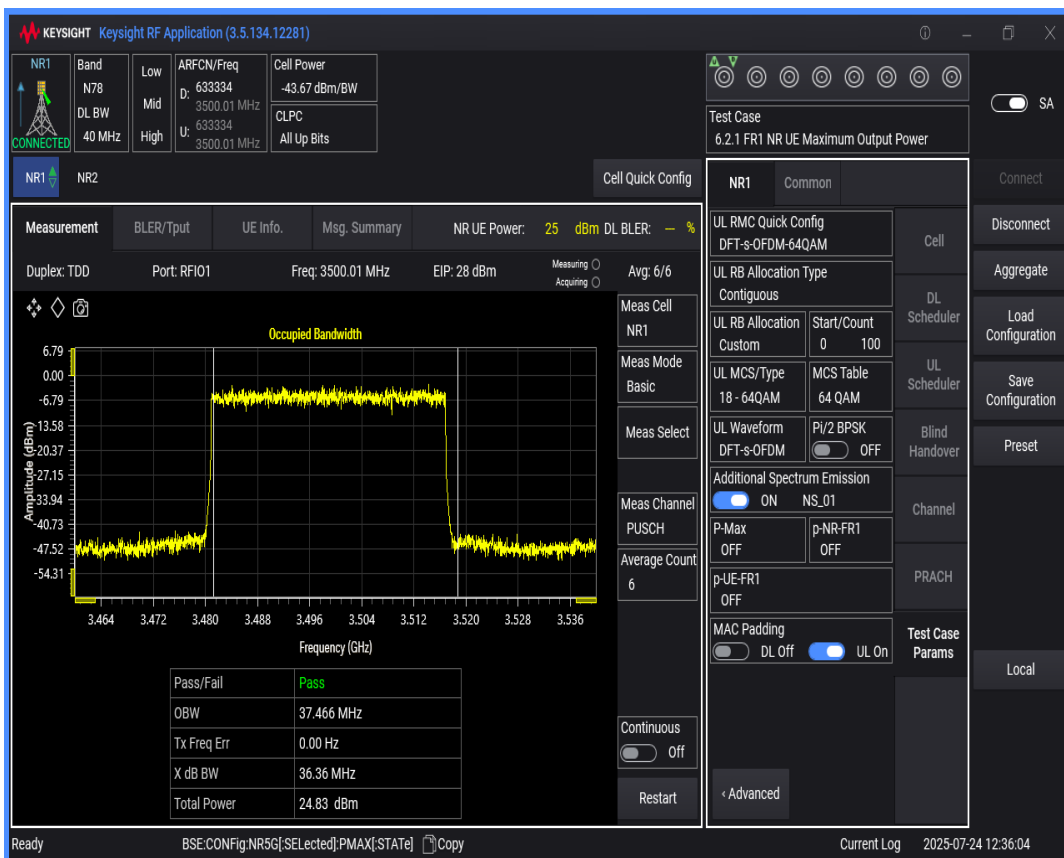 KEYSIGHT Keysight RF Application (3.5.134.12281)
NR1
CONNECTED
Band
N78
DL BW
40 MHz
Low
Mid
High
ARFCN/Freq
D: 633334
3500.01 MHz
U: 633334
3500.01 MHz
Cell Power
-43.67 dBm/BW
CLPC
All Up Bits
Test Case
6.2.1 FR1 NR UE Maximum Output Power
SA
NR1 NR2
Cell Quick Config
Measurement BLER/Tput UE Info. Msg. Summary NR UE Power: 25 dBm DL BLER: — %
Duplex: TDD Port: RFIO1 Freq: 3500.01 MHz EIP: 28 dBm Measuring Acquiring Avg: 6/6
Occupied Bandwidth
Amplitude (dBm)
6.79
0.00
-6.79
-13.58
-20.37
-27.15
-33.94
-40.73
-47.52
-54.31
3.464 3.472 3.480 3.488 3.496 3.504 3.512 3.520 3.528 3.536
Frequency (GHz)
Pass/Fail Pass
OBW 37.466 MHz
Tx Freq Err 0.00 Hz
X dB BW 36.36 MHz
Total Power 24.83 dBm
Meas Cell
NR1
Meas Mode
Basic
Meas Select
Meas Channel
PUSCH
Average Count
6
Continuous
Off
Restart
NR1 Common
UL RMC Quick Config
DFT-s-OFDM-64QAM
UL RB Allocation Type
Contiguous
UL RB Allocation
Custom
Start/Count
0 100
UL MCS/Type
18 - 64QAM
MCS Table
64 QAM
UL Waveform
DFT-s-OFDM
Pi/2 BPSK
OFF
Additional Spectrum Emission
ON NS_01
P-Max
OFF
p-NR-FR1
OFF
p-UE-FR1
OFF
MAC Padding
DL Off UL On
‹ Advanced
Cell
DL
Scheduler
UL
Scheduler
Blind
Handover
Channel
PRACH
Test Case
Params
Connect
Disconnect
Aggregate
Load
Configuration
Save
Configuration
Preset
Local
Ready BSE:CONFig:NR5G[:SELected]:PMAX[:STATe] Copy Current Log 2025-07-24 12:36:04